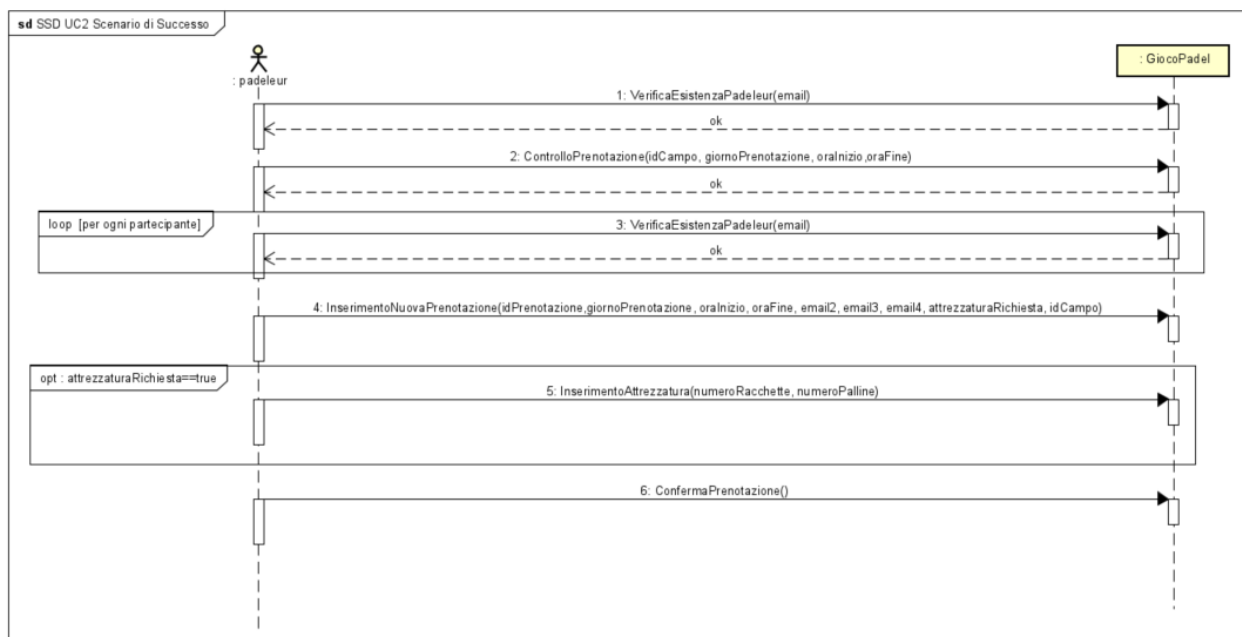 sd SSD UC2 Scenario di Successo
: padeleur
: GiocoPadel
1: VerificaEsistenzaPadeleur(email)
ok
2: ControlloPrenotazione(idCampo, giornoPrenotazione, oraInizio ,oraFine)
ok
loop [per ogni partecipante]
3: VerificaEsistenzaPadeleur(email)
ok
4: InserimentoNuovaPrenotazione(idPrenotazione,giornoPrenotazione, oraInizio, oraFine, email2, email3, email4, attrezzaturaRichiesta, idCampo)
opt : attrezzaturaRichiesta==true
5: InserimentoAttrezzatura(numeroRacchette, numeroPalline)
6: ConfermaPrenotazione()